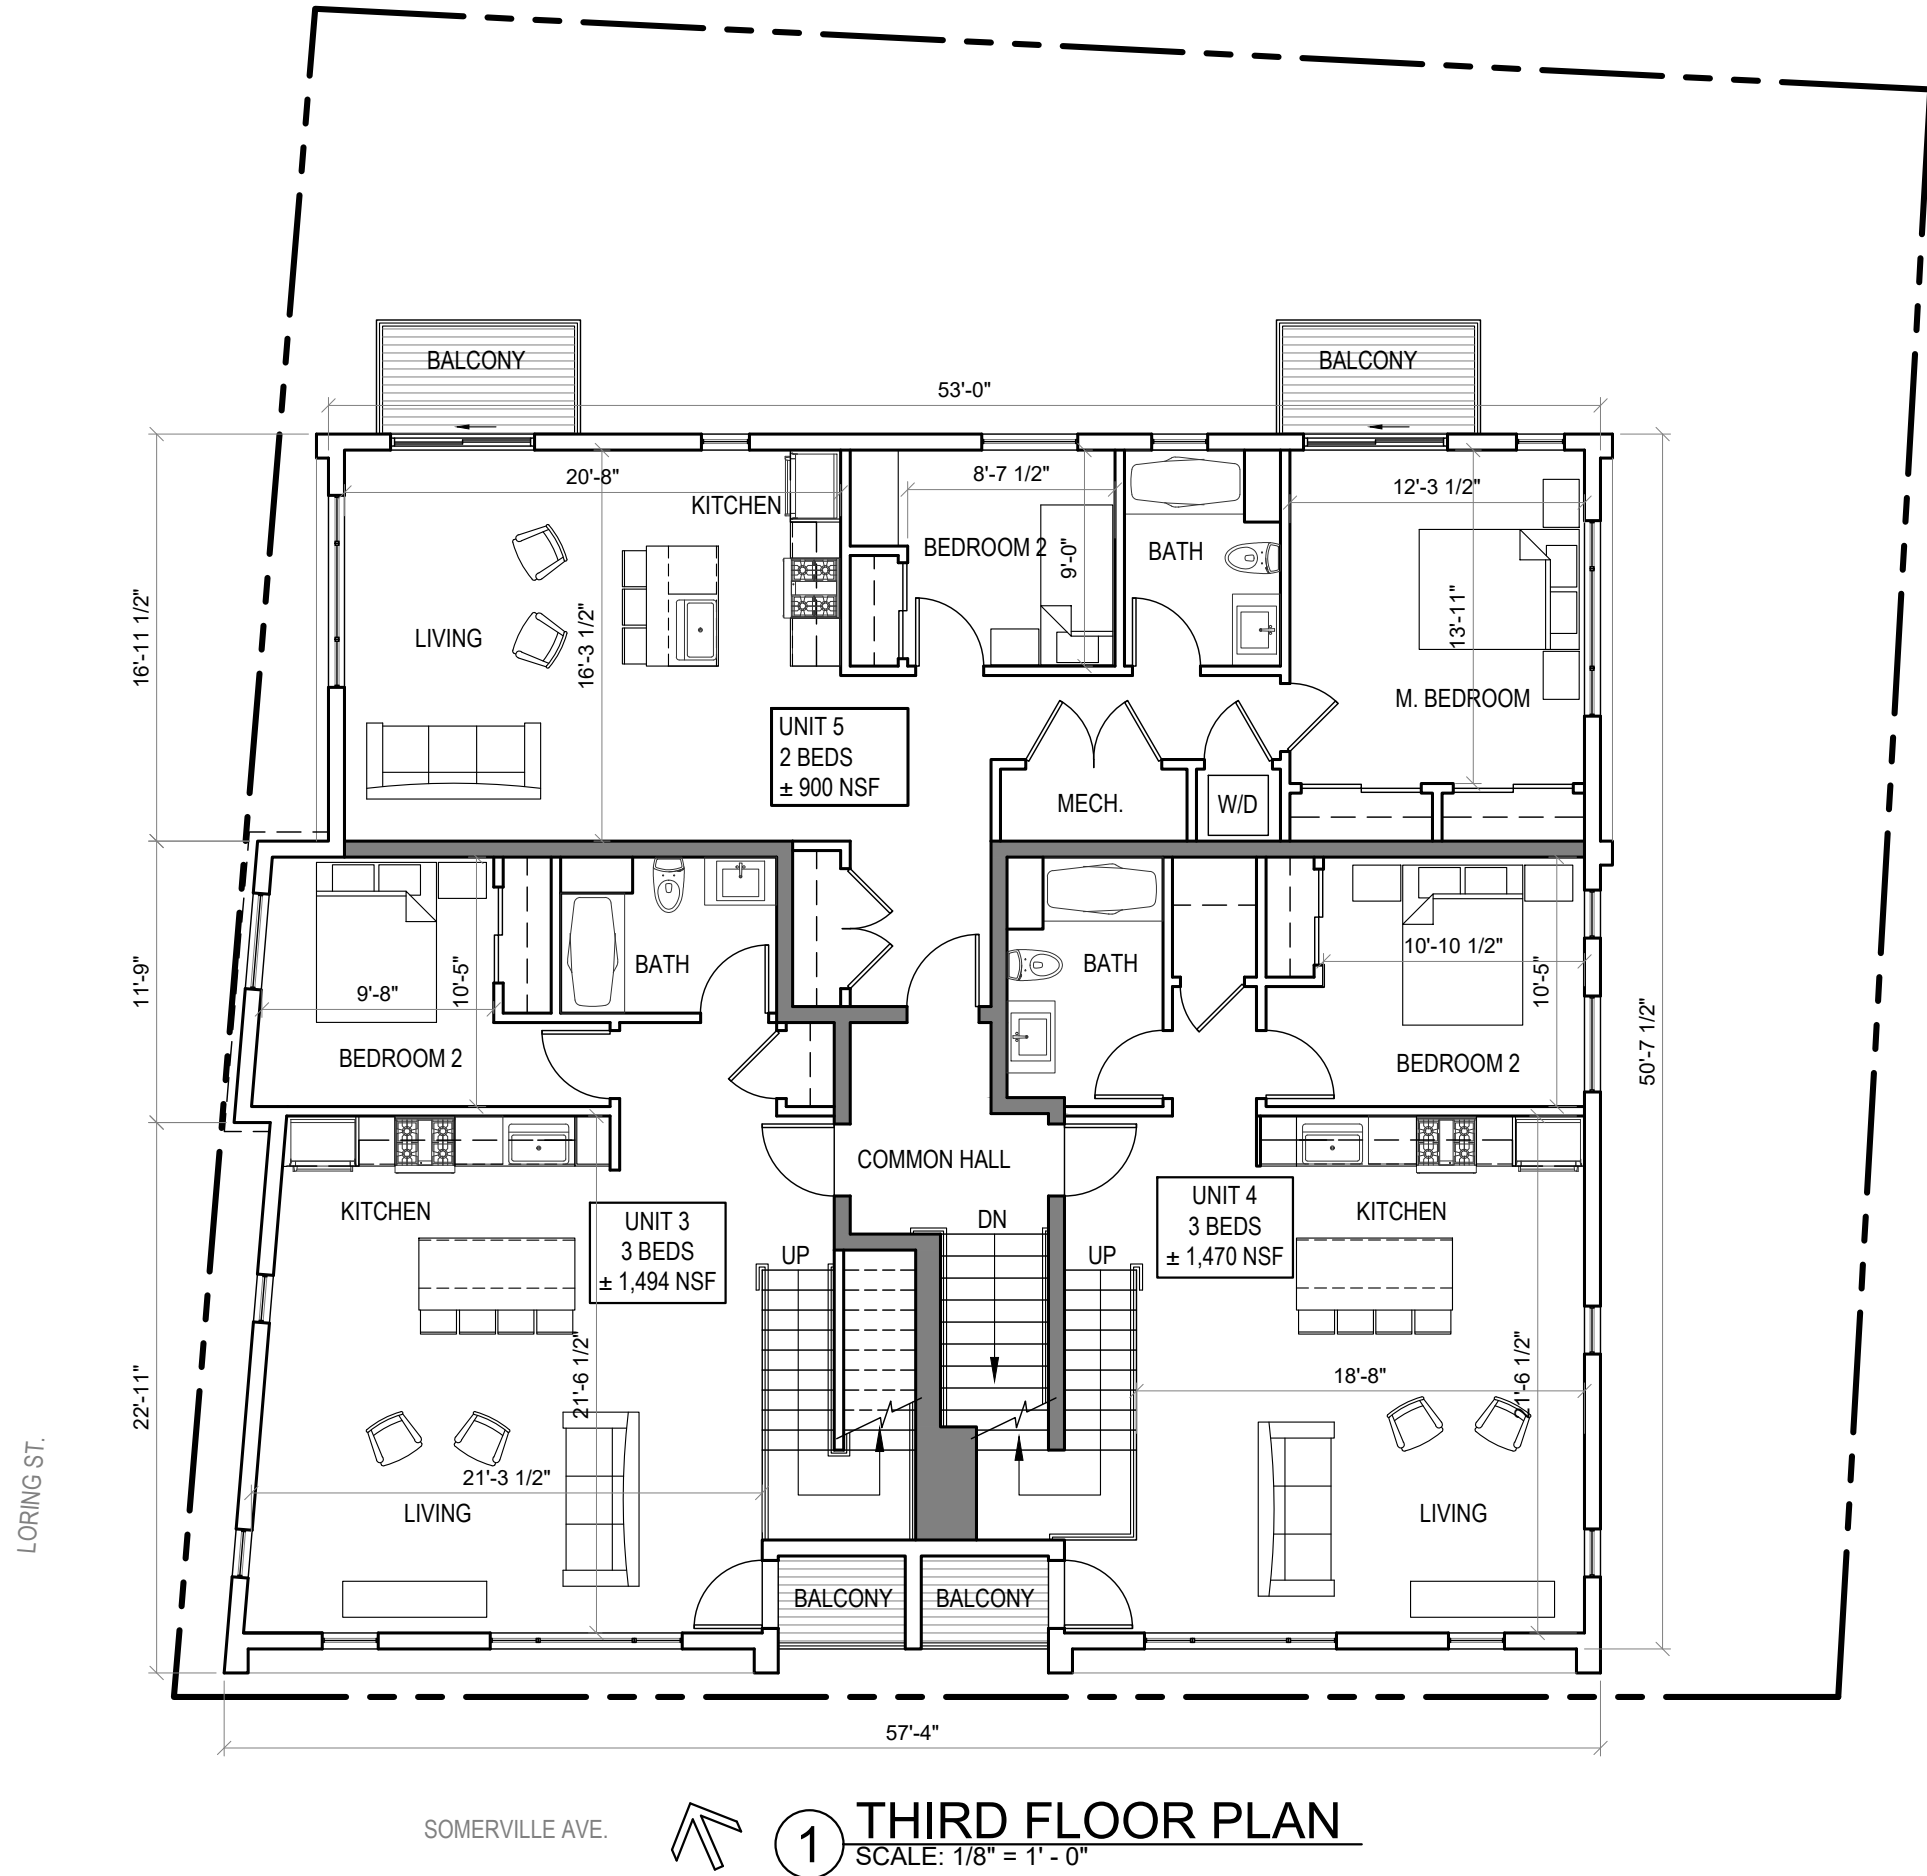 BALCONY
BALCONY
53'-0"
20'-8"
KITCHEN
8'-7 1/2"
12'-3 1/2"
BEDROOM 2
9'-0"
BATH
16'-11 1/2"
LIVING
16'-3 1/2"
13'-11"
M. BEDROOM
UNIT 5
2 BEDS
± 900 NSF
MECH.
W/D
11'-9"
9'-8"
10'-5"
BATH
BEDROOM 2
BATH
10'-10 1/2"
10'-5"
BEDROOM 2
50'-7 1/2"
COMMON HALL
KITCHEN
UNIT 3
3 BEDS
± 1,494 NSF
UP
DN
UP
UNIT 4
3 BEDS
± 1,470 NSF
KITCHEN
22'-11"
21'-6 1/2"
18'-8"
21'-6 1/2"
21'-3 1/2"
LIVING
LIVING
LORING ST.
BALCONY
BALCONY
57'-4"
SOMERVILLE AVE.
1
THIRD FLOOR PLAN
SCALE: 1/8" = 1' - 0"